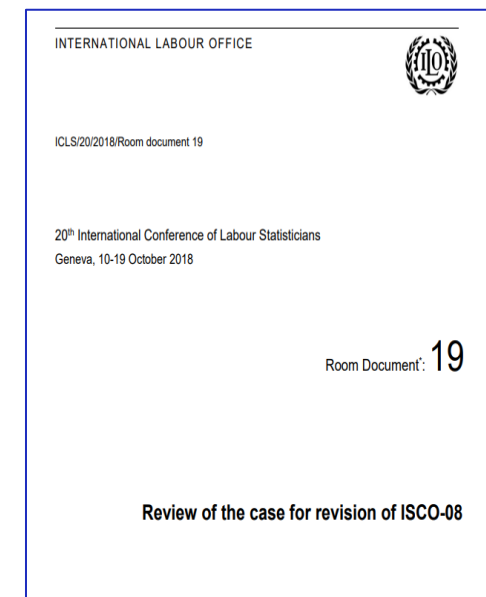 INTERNATIONAL LABOUR OFFICE
ILO
ICLS/20/2018/Room document 19
20th International Conference of Labour Statisticians
Geneva, 10-19 October 2018
Room Document*: 19
Review of the case for revision of ISCO-08